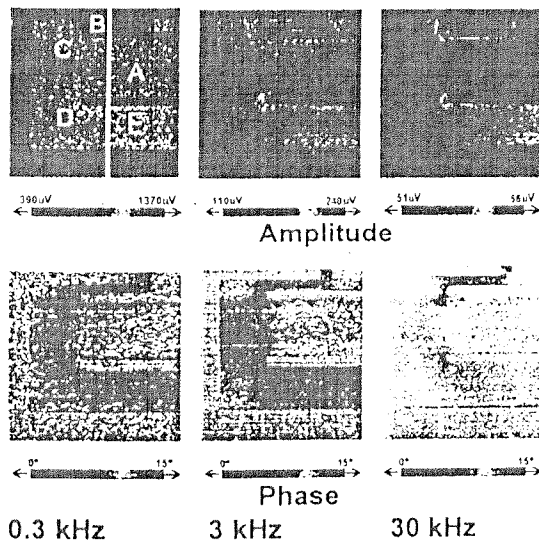 B
C
A
D
E
390uV 1370uV
110uV 240uV
51uV 56uV
Amplitude
0° 15°
0° 15°
0° 15°
Phase
0.3 kHz 3 kHz 30 kHz